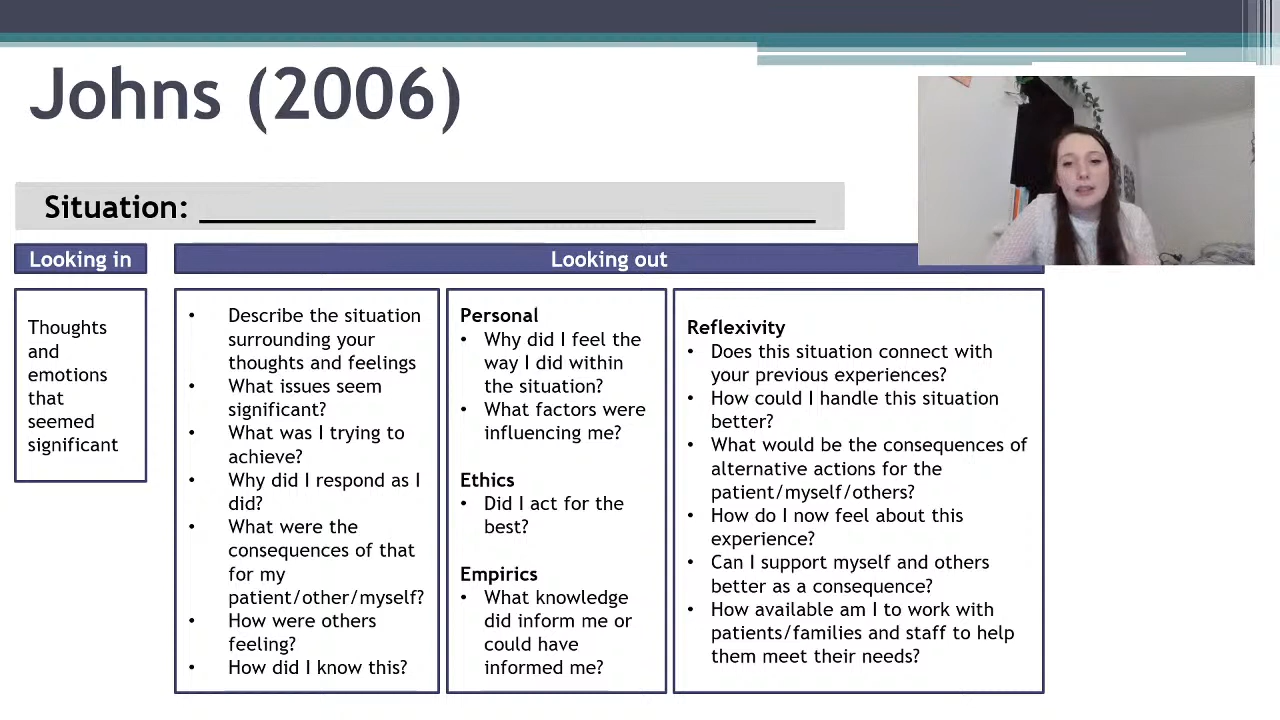 Johns (2006)
Situation: ______________________________________
Looking in
Looking out
Thoughts
and
emotions
that
seemed
significant
• Describe the situation
surrounding your
thoughts and feelings
• What issues seem
significant?
• What was I trying to
achieve?
• Why did I respond as I
did?
• What were the
consequences of that
for my
patient/other/myself?
• How were others
feeling?
• How did I know this?
Personal
• Why did I feel the
way I did within
the situation?
• What factors were
influencing me?
Ethics
• Did I act for the
best?
Empirics
• What knowledge
did inform me or
could have
informed me?
Reflexivity
• Does this situation connect with
your previous experiences?
• How could I handle this situation
better?
• What would be the consequences of
alternative actions for the
patient/myself/others?
• How do I now feel about this
experience?
• Can I support myself and others
better as a consequence?
• How available am I to work with
patients/families and staff to help
them meet their needs?